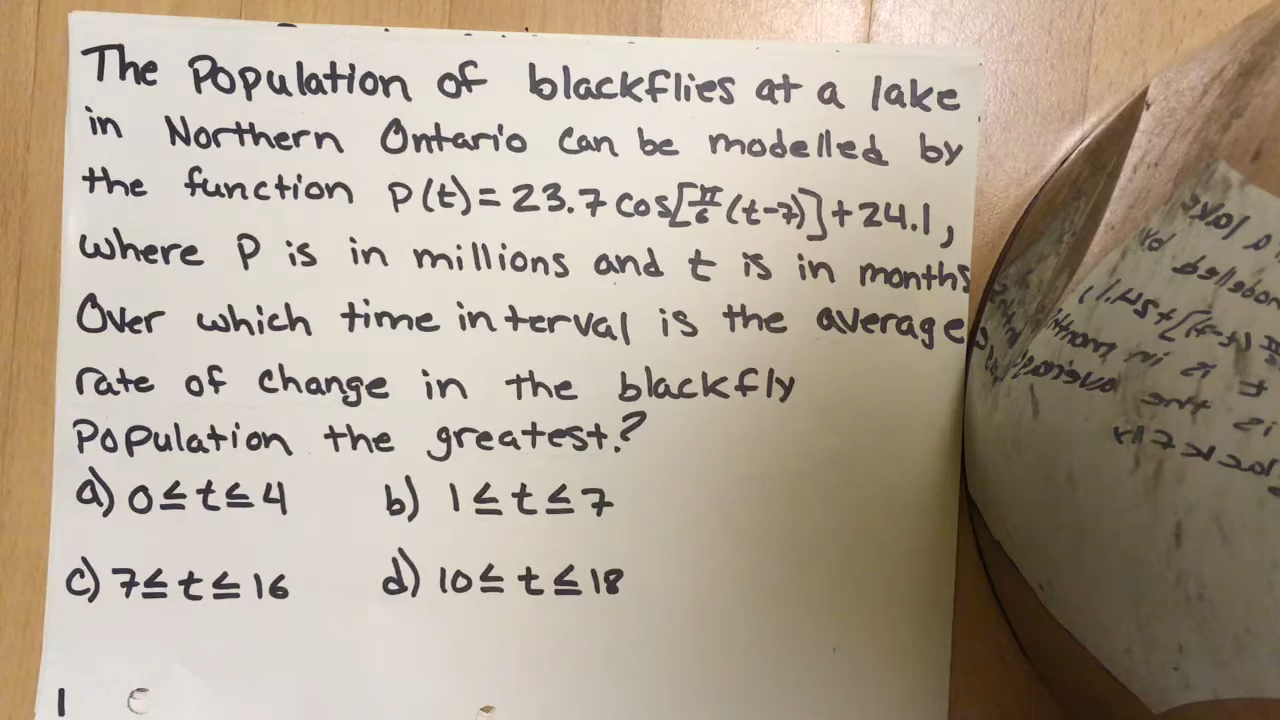 The Population of blackflies at a lake
in Northern Ontario can be modelled by
the function P(t)=23.7 cos[π/6(t-7)]+24.1,
where P is in millions and t is in months
Over which time interval is the average
rate of change in the blackfly
Population the greatest?
a) 0≤t≤4 b) 1≤t≤7
c) 7≤t≤16 d) 10≤t≤18
1